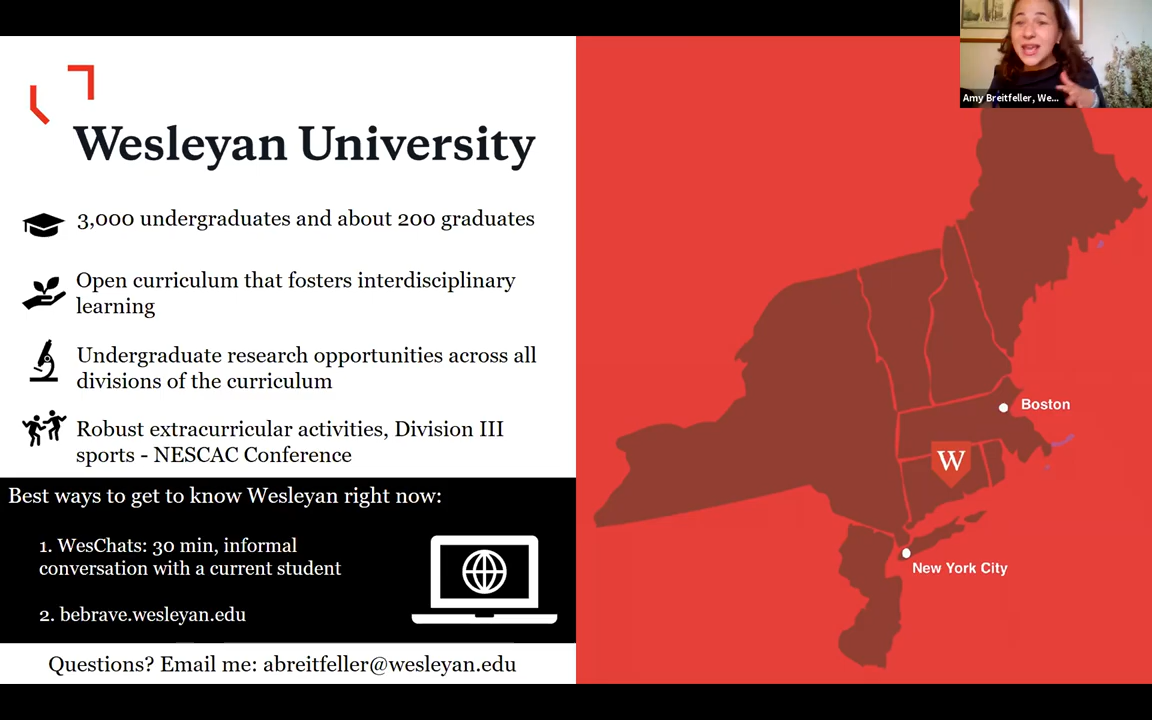 Wesleyan University
3,000 undergraduates and about 200 graduates
Open curriculum that fosters interdisciplinary
learning
Undergraduate research opportunities across all
divisions of the curriculum
Robust extracurricular activities, Division III
sports - NESCAC Conference
Best ways to get to know Wesleyan right now:
1. WesChats: 30 min, informal
conversation with a current student
2. bebrave.wesleyan.edu
Questions? Email me: abreitfeller@wesleyan.edu
Amy Breitfeller, We...
Boston
W
New York City